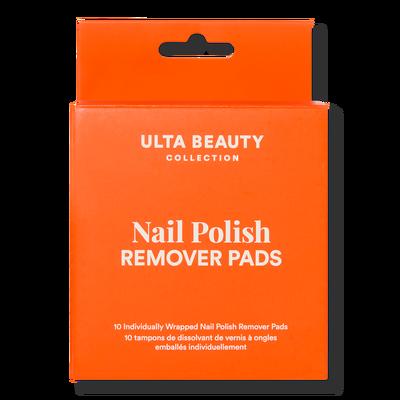 ULTA BEAUTY
COLLECTION
Nail Polish
REMOVER PADS
10 Individually Wrapped Nail Polish Remover Pads
10 tampons de dissolvant de vernis à ongles
emballés individuellement